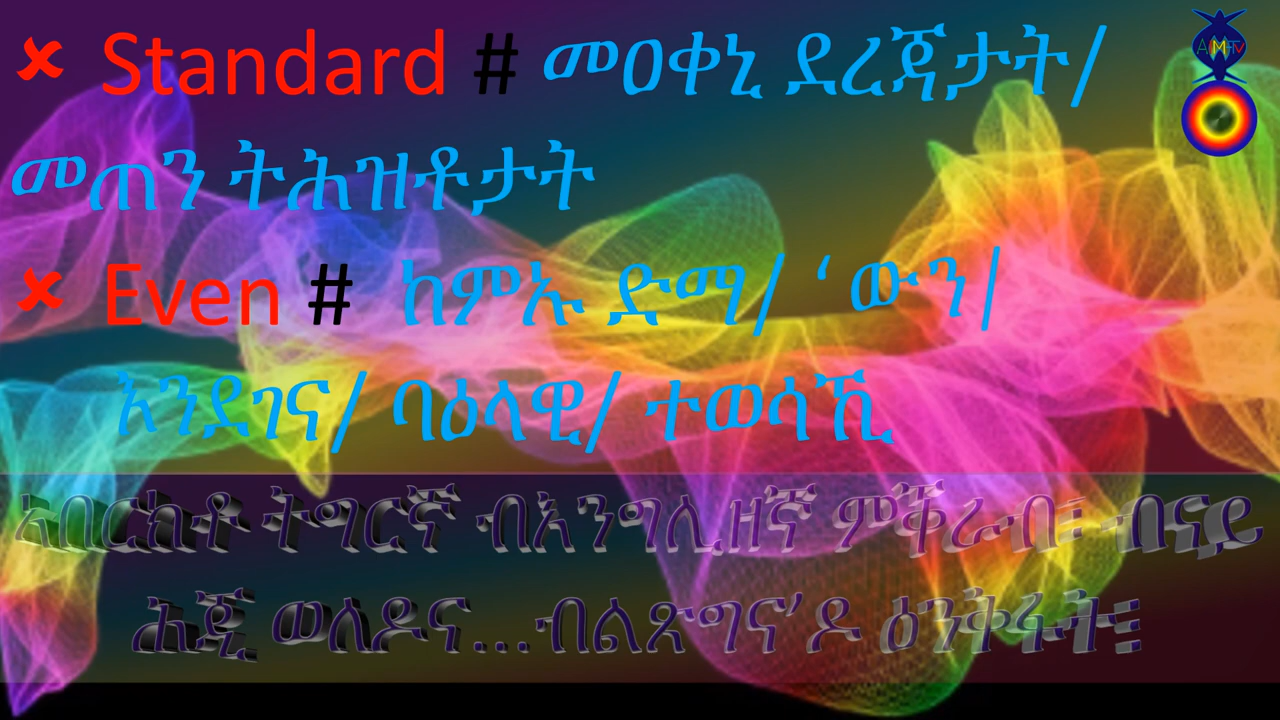 ✘ Standard # መዐቀኒ ደረጃታት/
መጠን ትሕዝቶታት
✘ Even # ከምኡ ድማ/ ‘ ውን/
እንደገና/ ባዕላዊ/ ተወሳኺ
ኣበርክቶ ትግርኛ ብእንግሊዘኛ ምቕራብ፧ ብናይ
ሕጂ ወለዶና...ብልጽግና’ዶ ዕንቅፋት፧
AMTV